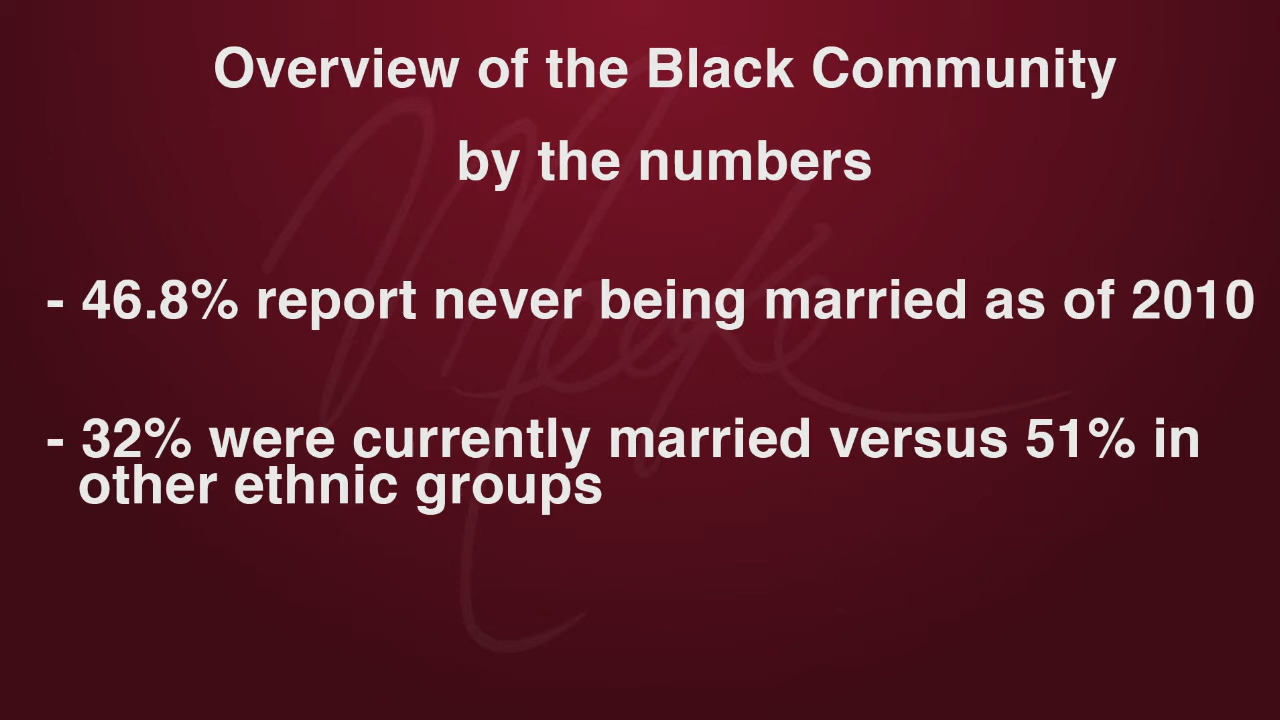 Overview of the Black Community
by the numbers
- 46.8% report never being married as of 2010
- 32% were currently married versus 51% in
other ethnic groups